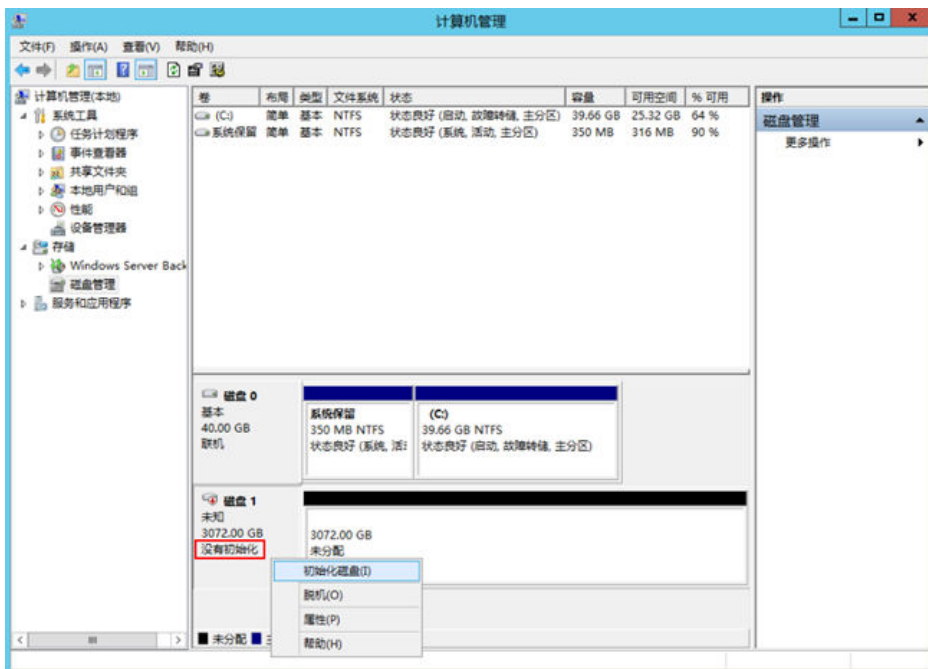 计算机管理
文件(F) 操作(A) 查看(V) 帮助(H)
计算机管理(本地)
系统工具
任务计划程序
事件查看器
共享文件夹
本地用户和组
性能
设备管理器
存储
Windows Server Back
磁盘管理
服务和应用程序
卷 布局 类型 文件系统 状态 容量 可用空间 % 可用
(C:) 简单 基本 NTFS 状态良好 (启动, 故障转储, 主分区) 39.66 GB 25.32 GB 64 %
系统保留 简单 基本 NTFS 状态良好 (系统, 活动, 主分区) 350 MB 316 MB 90 %
操作
磁盘管理
更多操作
磁盘 0
基本
40.00 GB
联机
系统保留
350 MB NTFS
状态良好 (系统, 活
(C:)
39.66 GB NTFS
状态良好 (启动, 故障转储, 主分区)
磁盘 1
未知
3072.00 GB
没有初始化
3072.00 GB
未分配
初始化磁盘(I)
脱机(O)
属性(P)
帮助(H)
未分配